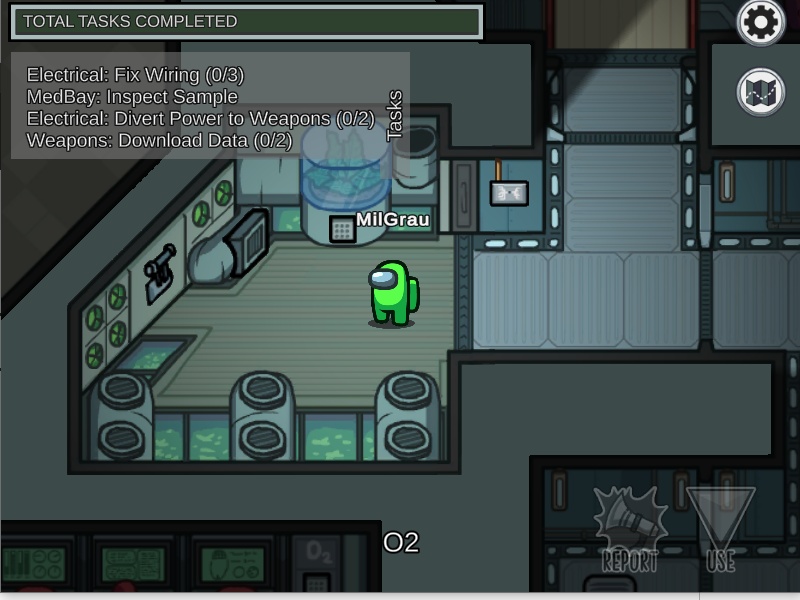 TOTAL TASKS COMPLETED
Electrical: Fix Wiring (0/3)
MedBay: Inspect Sample
Electrical: Divert Power to Weapons (0/2)
Weapons: Download Data (0/2)
Tasks
MilGrau
O2
O2
REPORT
USE